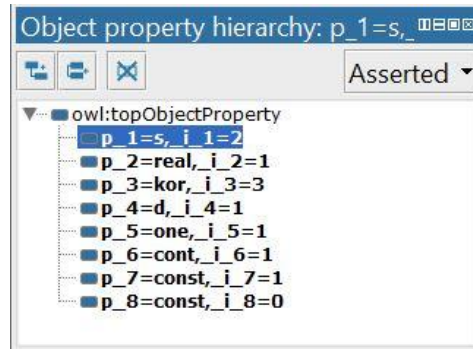 Object property hierarchy: p_1=s,_
Asserted
owl:topObjectProperty
p_1=s,_i_1=2
p_2=real,_i_2=1
p_3=kor,_i_3=3
p_4=d,_i_4=1
p_5=one,_i_5=1
p_6=cont,_i_6=1
p_7=const,_i_7=1
p_8=const,_i_8=0